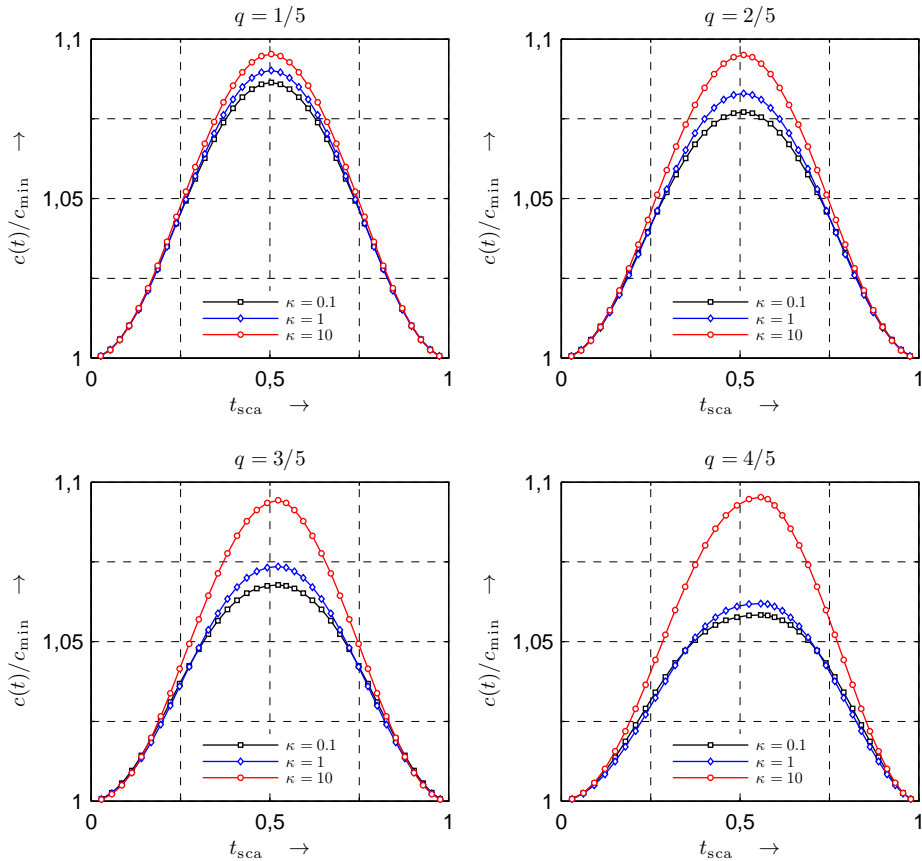 q = 1/5
1,1
1,05
1
c(t)/c_min →
κ = 0.1
κ = 1
κ = 10
0 0,5 1
t_sca →
q = 2/5
1,1
1,05
1
c(t)/c_min →
κ = 0.1
κ = 1
κ = 10
0 0,5 1
t_sca →
q = 3/5
1,1
1,05
1
c(t)/c_min →
κ = 0.1
κ = 1
κ = 10
0 0,5 1
t_sca →
q = 4/5
1,1
1,05
1
c(t)/c_min →
κ = 0.1
κ = 1
κ = 10
0 0,5 1
t_sca →